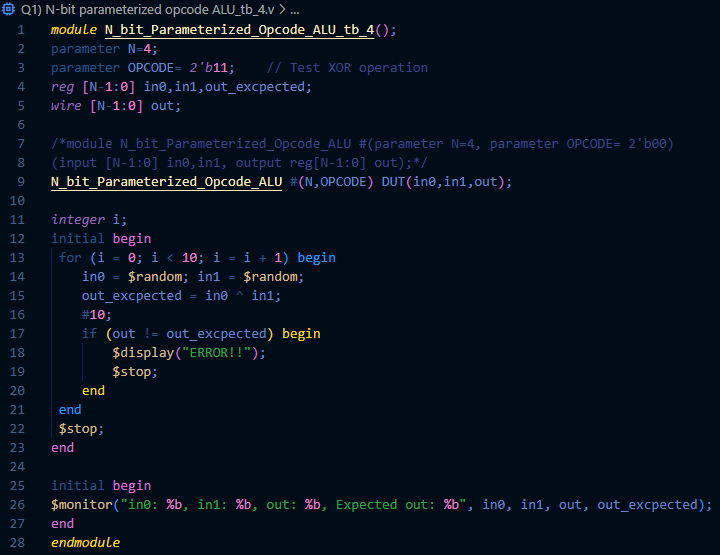 Q1) N-bit parameterized opcode ALU_tb_4.v > ...
1 module N_bit_Parameterized_Opcode_ALU_tb_4();
2 parameter N=4;
3 parameter OPCODE= 2'b11;    // Test XOR operation
4 reg [N-1:0] in0,in1,out_excpected;
5 wire [N-1:0] out;
6
7 /*module N_bit_Parameterized_Opcode_ALU #(parameter N=4, parameter OPCODE= 2'b00)
8 (input [N-1:0] in0,in1, output reg[N-1:0] out);*/
9 N_bit_Parameterized_Opcode_ALU #(N,OPCODE) DUT(in0,in1,out);
10
11 integer i;
12 initial begin
13  for (i = 0; i < 10; i = i + 1) begin
14     in0 = $random; in1 = $random;
15     out_excpected = in0 ^ in1;
16     #10;
17     if (out != out_excpected) begin
18         $display("ERROR!!");
19         $stop;
20     end
21  end
22  $stop;
23 end
24
25 initial begin
26 $monitor("in0: %b, in1: %b, out: %b, Expected out: %b", in0, in1, out, out_excpected);
27 end
28 endmodule